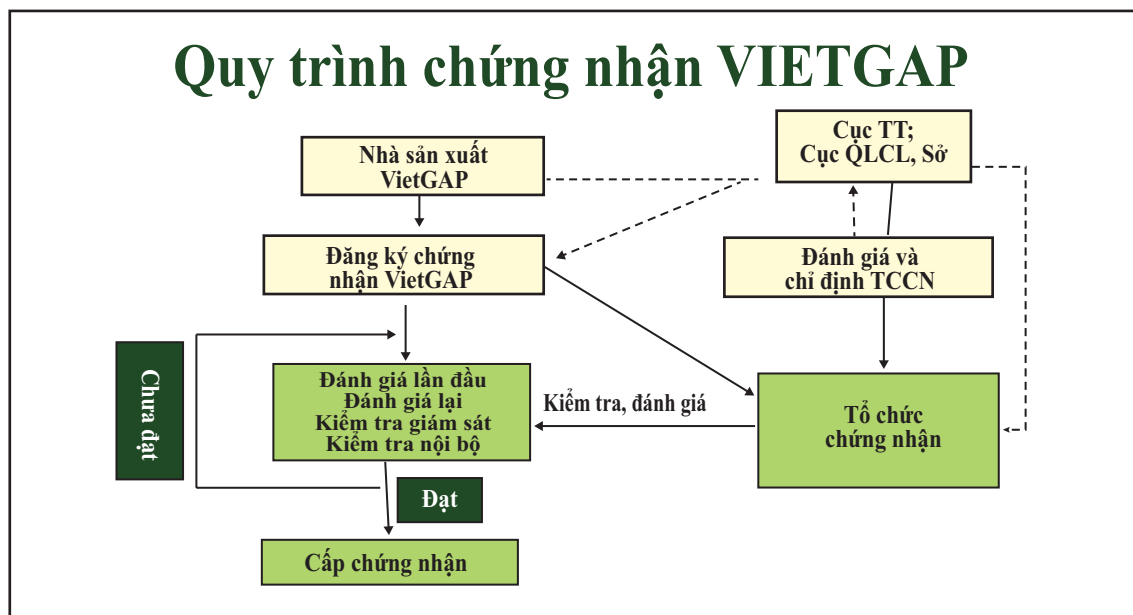 Quy trình chứng nhận VIETGAP
Nhà sản xuất
VietGAP
Cục TT;
Cục QLCL, Sở
Đăng ký chứng
nhận VietGAP
Đánh giá và
chỉ định TCCN
Chưa đạt
Đánh giá lần đầu
Đánh giá lại
Kiểm tra giám sát
Kiểm tra nội bộ
Kiểm tra, đánh giá
Tổ chức
chứng nhận
Đạt
Cấp chứng nhận